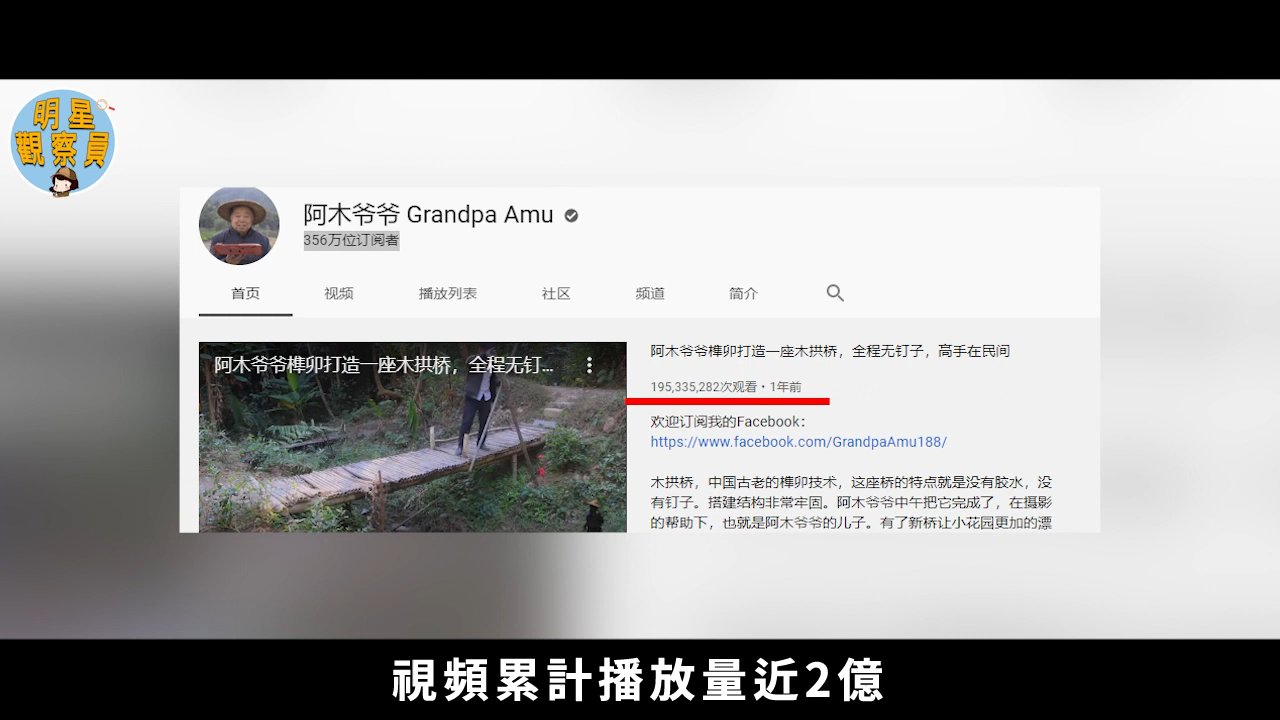 明星
觀察員
阿木爷爷 Grandpa Amu
356万位订阅者
首页
视频
播放列表
社区
频道
简介
阿木爷爷榫卯打造一座木拱桥，全程无钉...
阿木爷爷榫卯打造一座木拱桥，全程无钉子，高手在民间
195,335,282次观看・1年前
欢迎订阅我的Facebook：
https://www.facebook.com/GrandpaAmu188/
木拱桥，中国古老的榫卯技术，这座桥的特点就是没有胶水，没
有钉子。搭建结构非常牢固。阿木爷爷中午把它完成了，在摄影
的帮助下，也就是阿木爷爷的儿子。有了新桥让小花园更加的漂
視頻累計播放量近2億